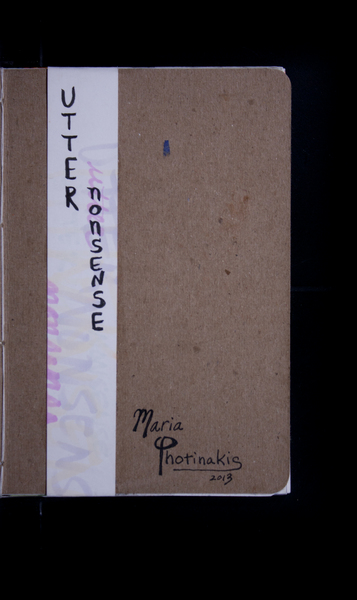 UTTER
nonSENSE
Maria
Photinakis
2013